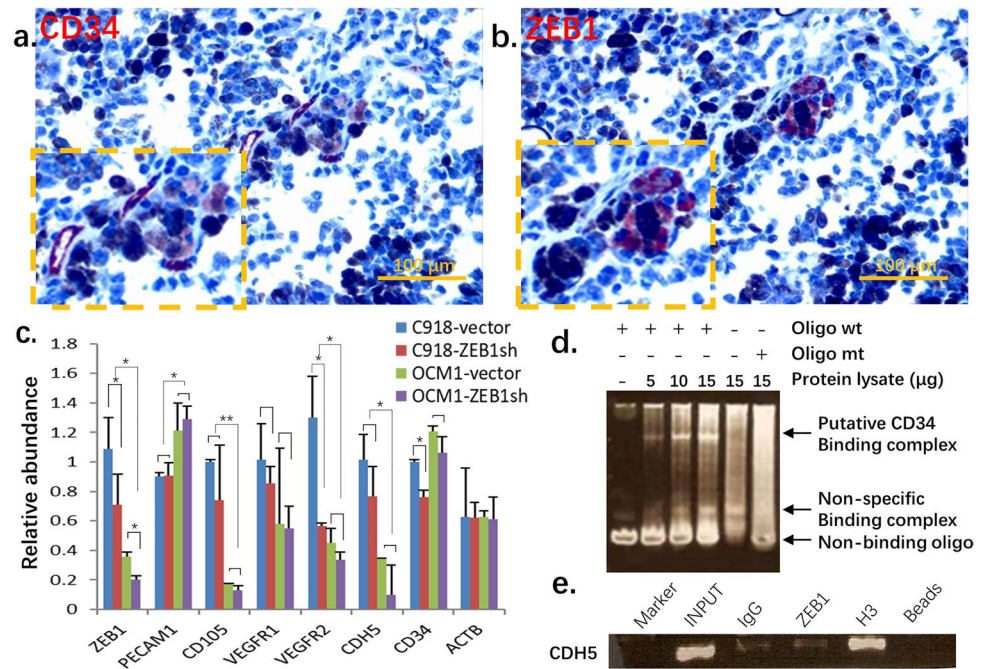 a.
CD34
100 μm
b.
ZEB1
100 μm
c.
C918-vector
C918-ZEB1sh
OCM1-vector
OCM1-ZEB1sh
Relative abundance
1.8
1.6
1.4
1.2
1
0.8
0.6
0.4
0.2
0
* * * ** * * * * *
ZEB1 PECAM1 CD105 VEGFR1 VEGFR2 CDH5 CD34 ACTB
d.
+ + + + - - Oligo wt
- - - - - + Oligo mt
- 5 10 15 15 15 Protein lysate (μg)
Putative CD34
Binding complex
Non-specific
Binding complex
Non-binding oligo
e.
Marker INPUT IgG ZEB1 H3 Beads
CDH5